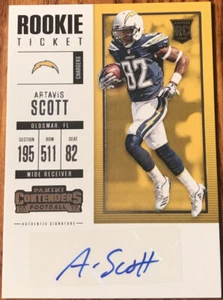 ROOKIE
TICKET
RC
CHARGERS
ARTAVIS
SCOTT
OLDSMAR, FL
SECTION ROW SEAT
195 511 82
WIDE RECEIVER
PANINI
CONTENDERS
FOOTBALL
AUTHENTIC SIGNATURE
82
A-Scott